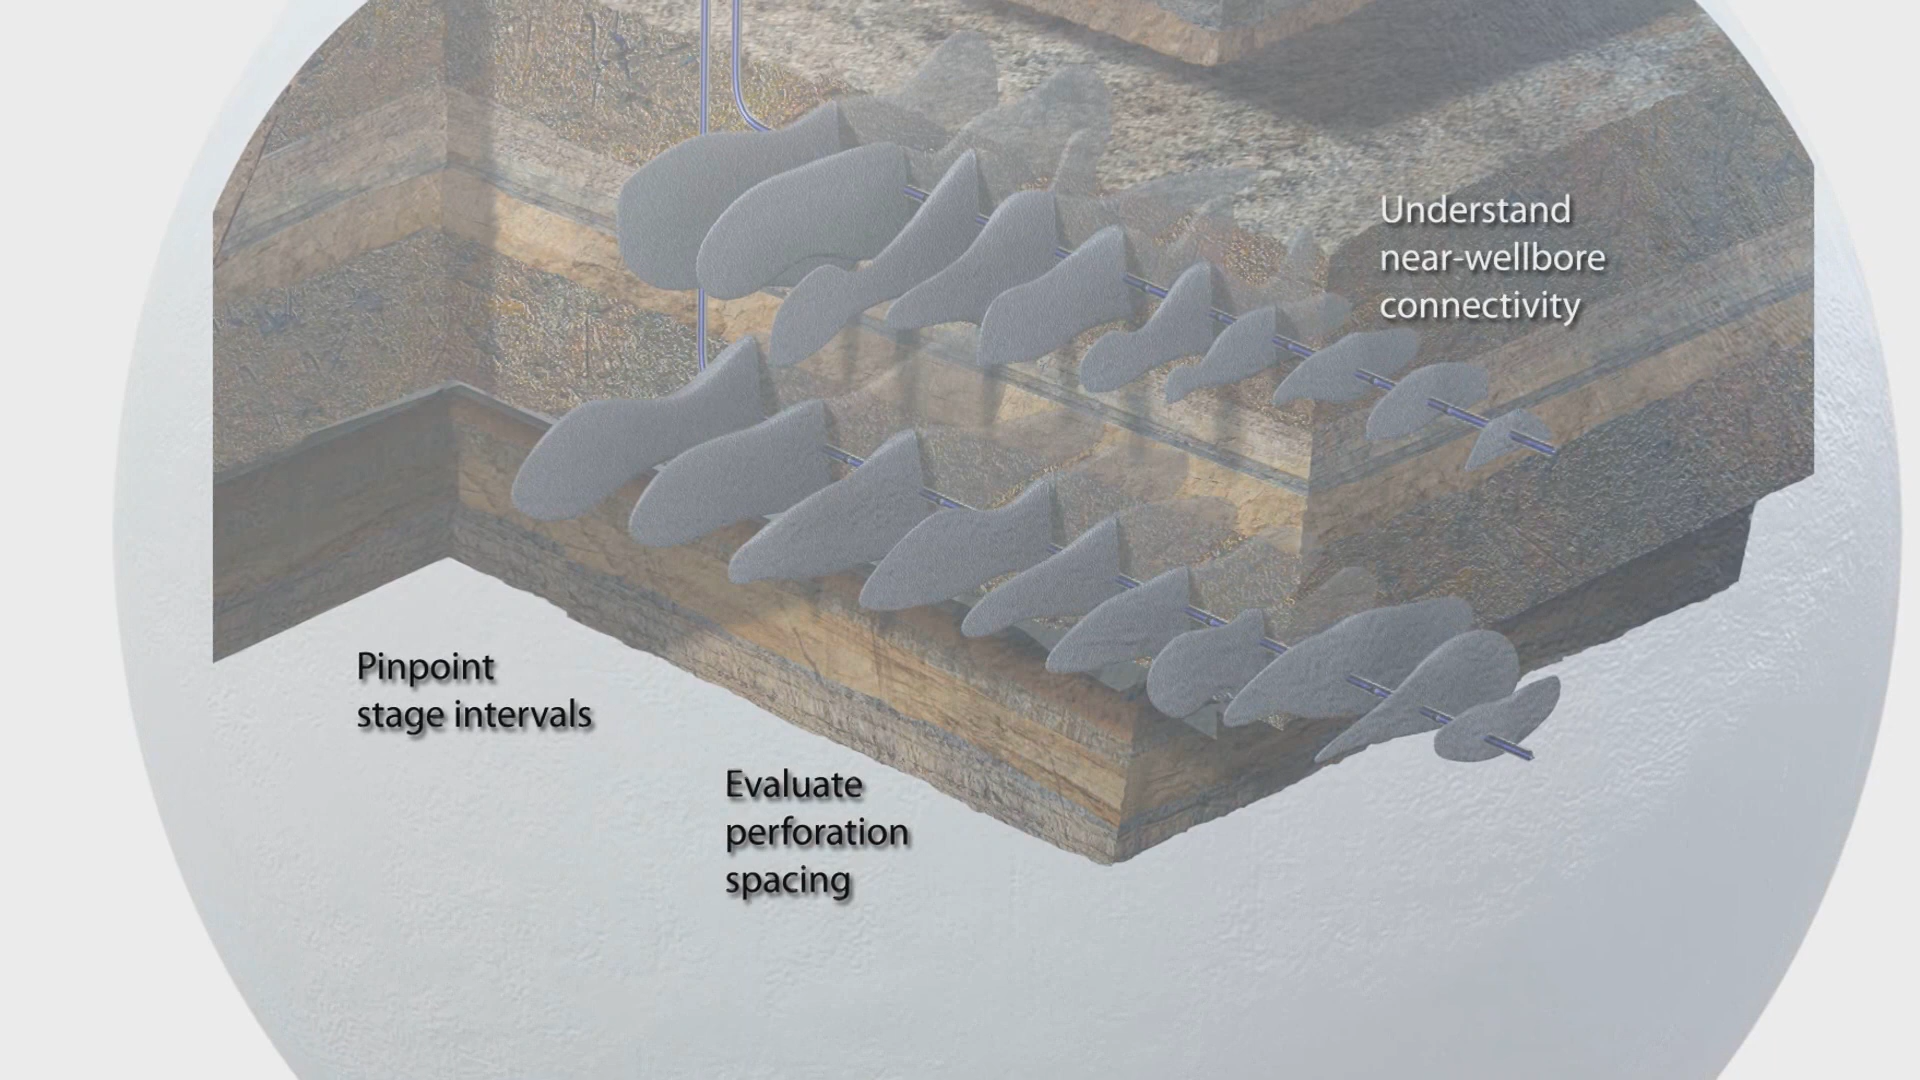 Understand
near-wellbore
connectivity
Pinpoint
stage intervals
Evaluate
perforation
spacing